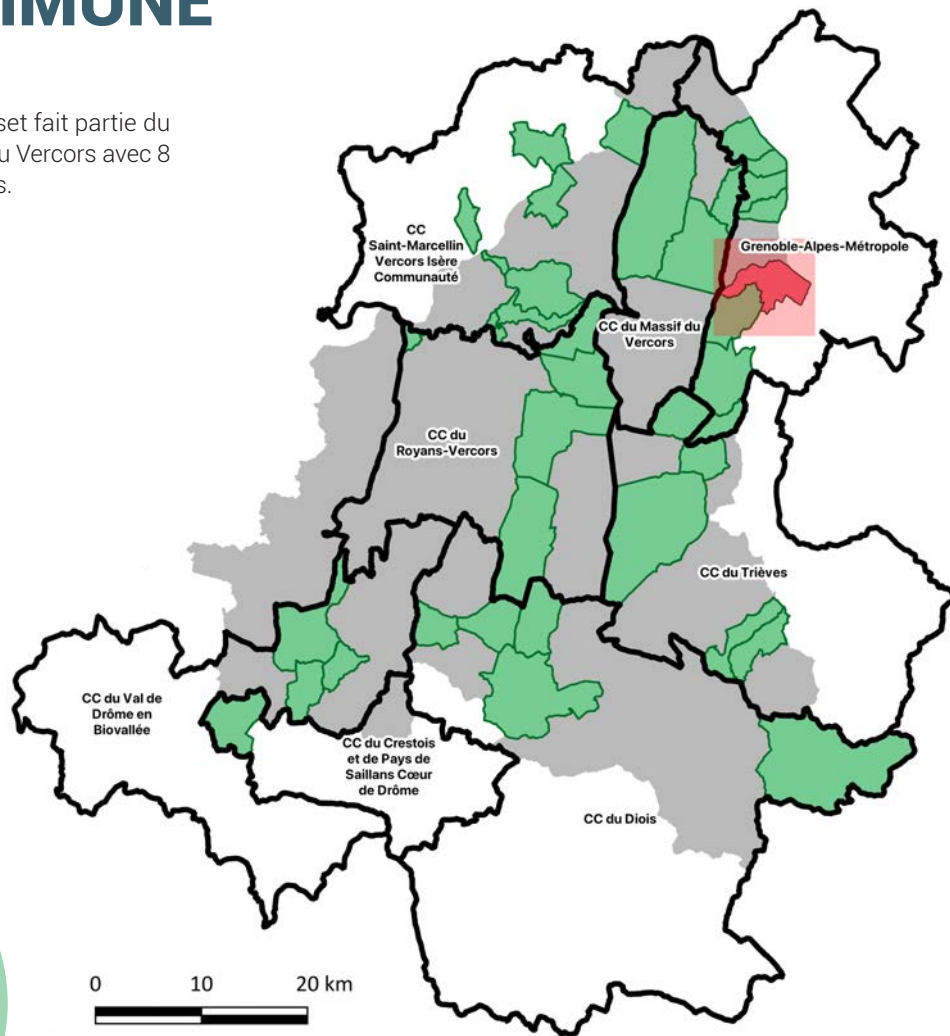 set fait partie du
u Vercors avec 8
s.
CC
Saint-Marcellin
Vercors Isère
Communauté
Grenoble-Alpes-Métropole
CC du Massif du
Vercors
CC du
Royans-Vercors
CC du Trièves
CC du Val de
Drôme en
Biovallée
CC du Crestois
et de Pays de
Saillans Cœur
de Drôme
CC du Diois
0 10 20 km